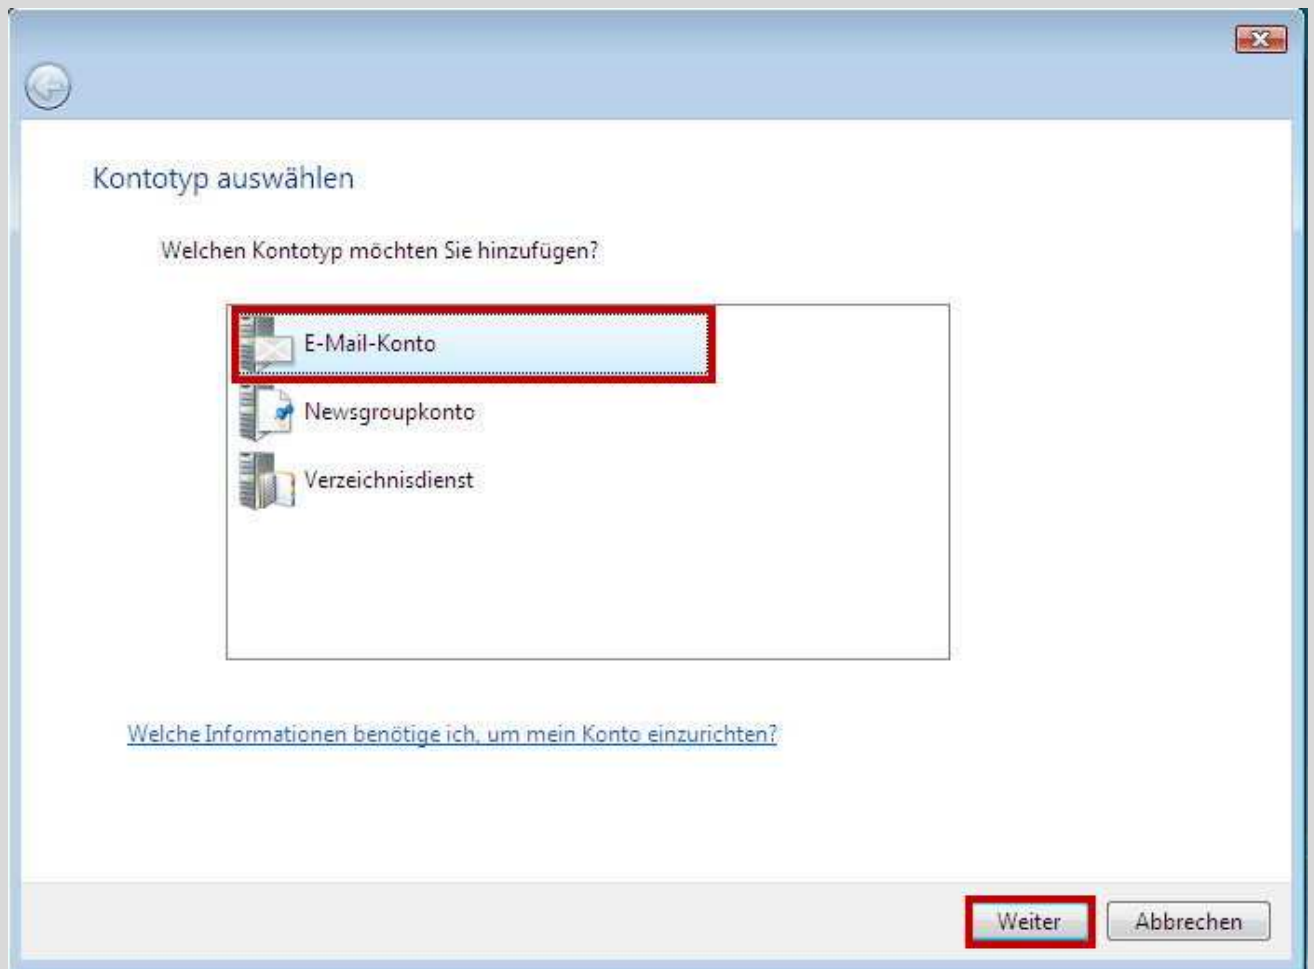 Kontotyp auswählen
Welchen Kontotyp möchten Sie hinzufügen?
E-Mail-Konto
Newsgroupkonto
Verzeichnisdienst
Welche Informationen benötige ich, um mein Konto einzurichten?
Weiter
Abbrechen